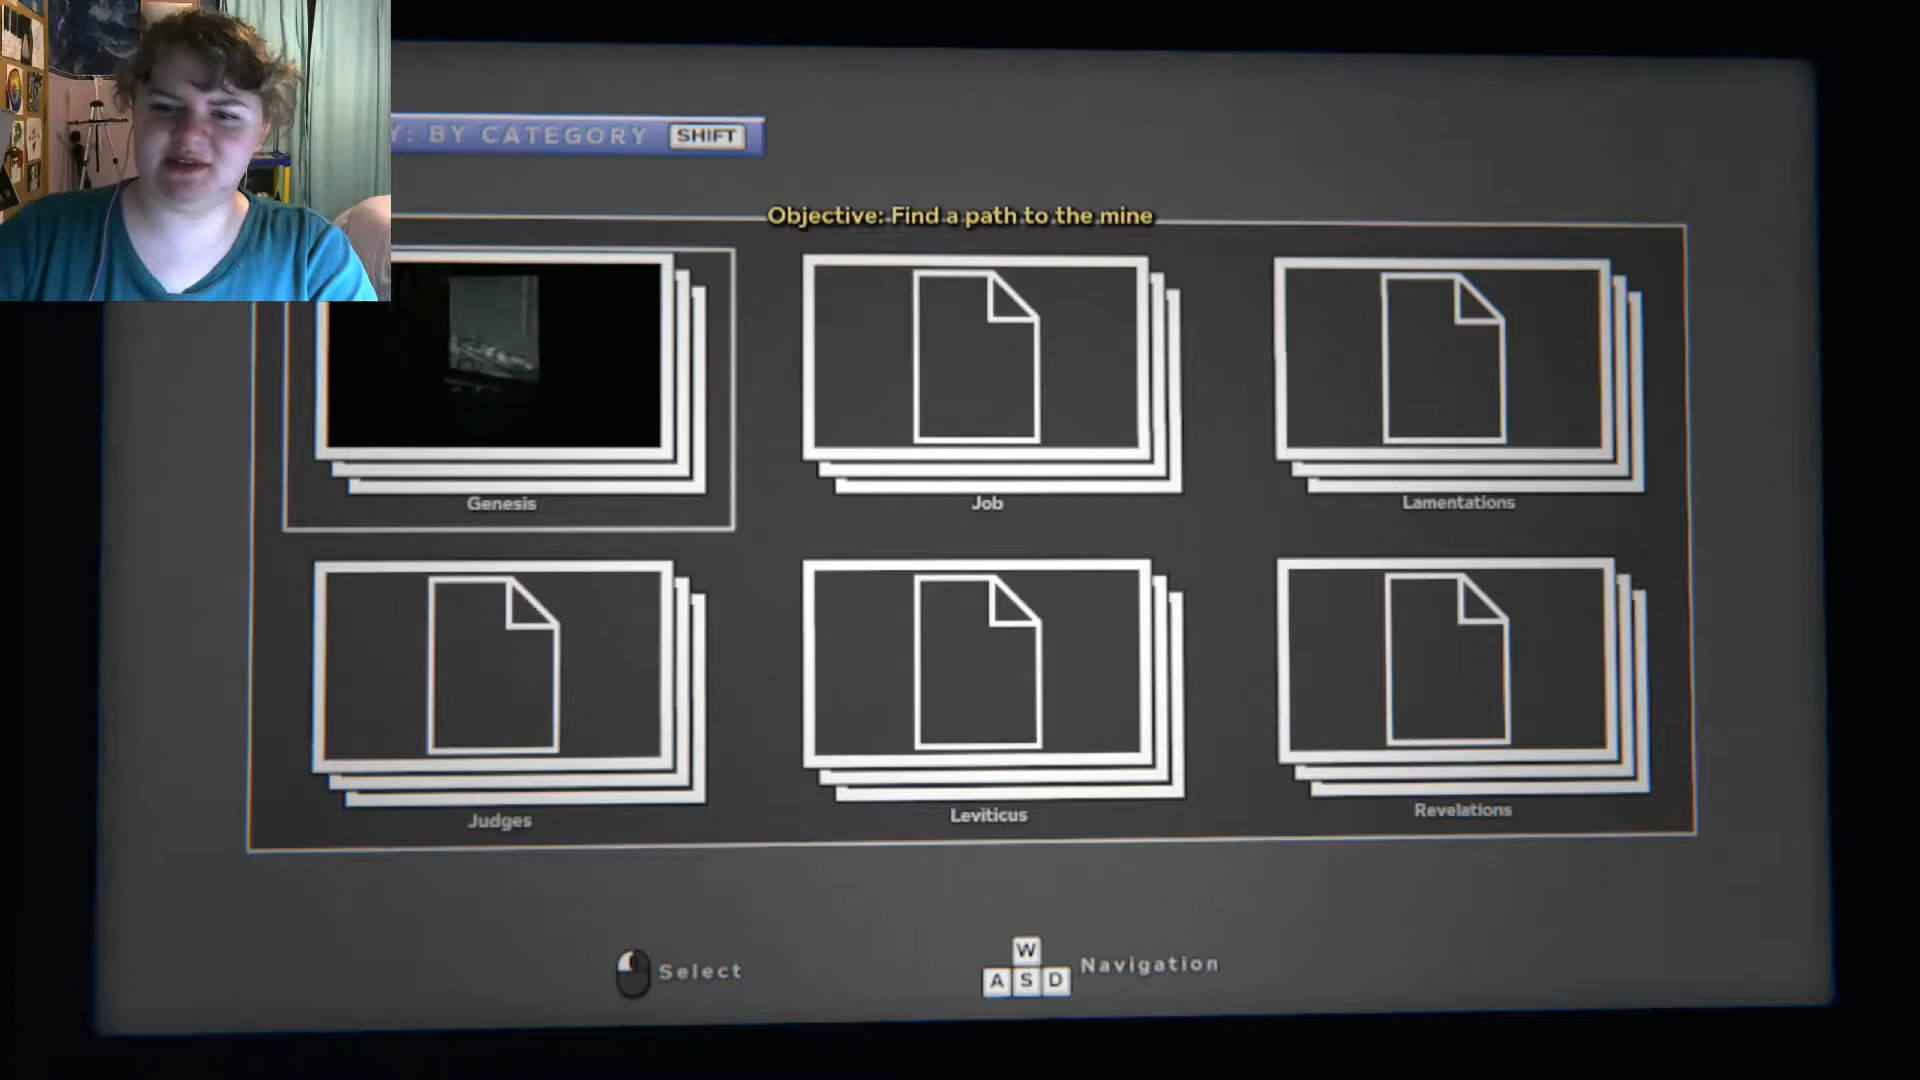 Y: BY CATEGORY SHIFT
Objective: Find a path to the mine
Genesis
Job
Lamentations
Judges
Leviticus
Revelations
Select
W
A S D
Navigation